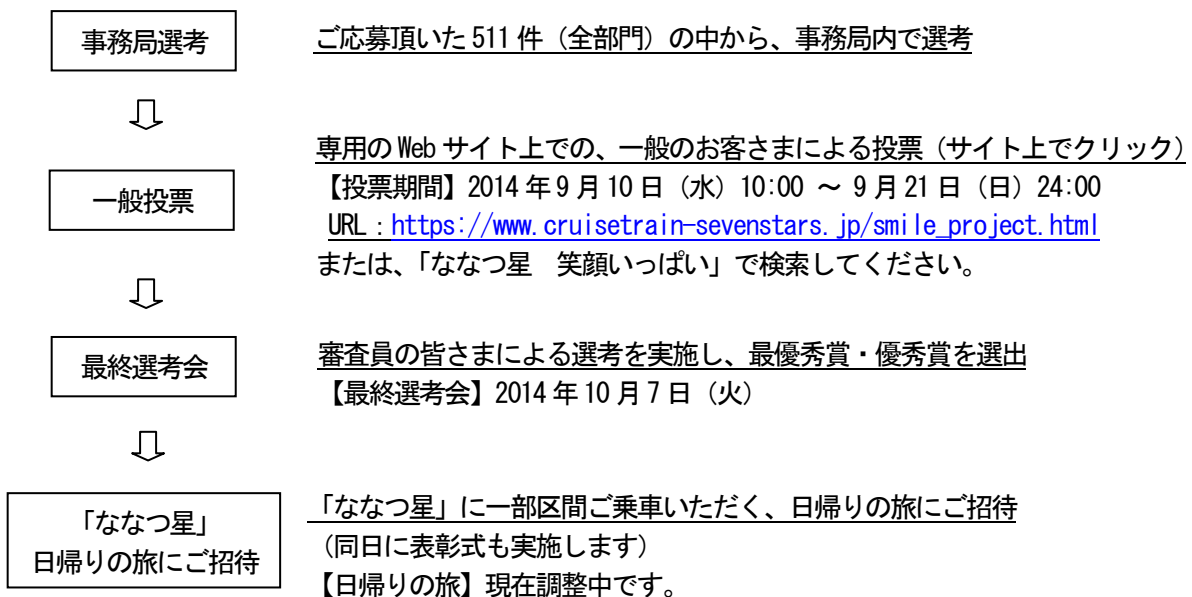 事務局選考
ご応募頂いた511件（全部門）の中から、事務局内で選考
一般投票
専用のWebサイト上での、一般のお客さまによる投票（サイト上でクリック）
【投票期間】2014年9月10日（水）10:00 ～ 9月21日（日）24:00
URL：https://www.cruisetrain-sevenstars.jp/smile_project.html
または、「ななつ星　笑顔いっぱい」で検索してください。
最終選考会
審査員の皆さまによる選考を実施し、最優秀賞・優秀賞を選出
【最終選考会】2014年10月7日（火）
「ななつ星」
日帰りの旅にご招待
「ななつ星」に一部区間ご乗車いただく、日帰りの旅にご招待
（同日に表彰式も実施します）
【日帰りの旅】現在調整中です。